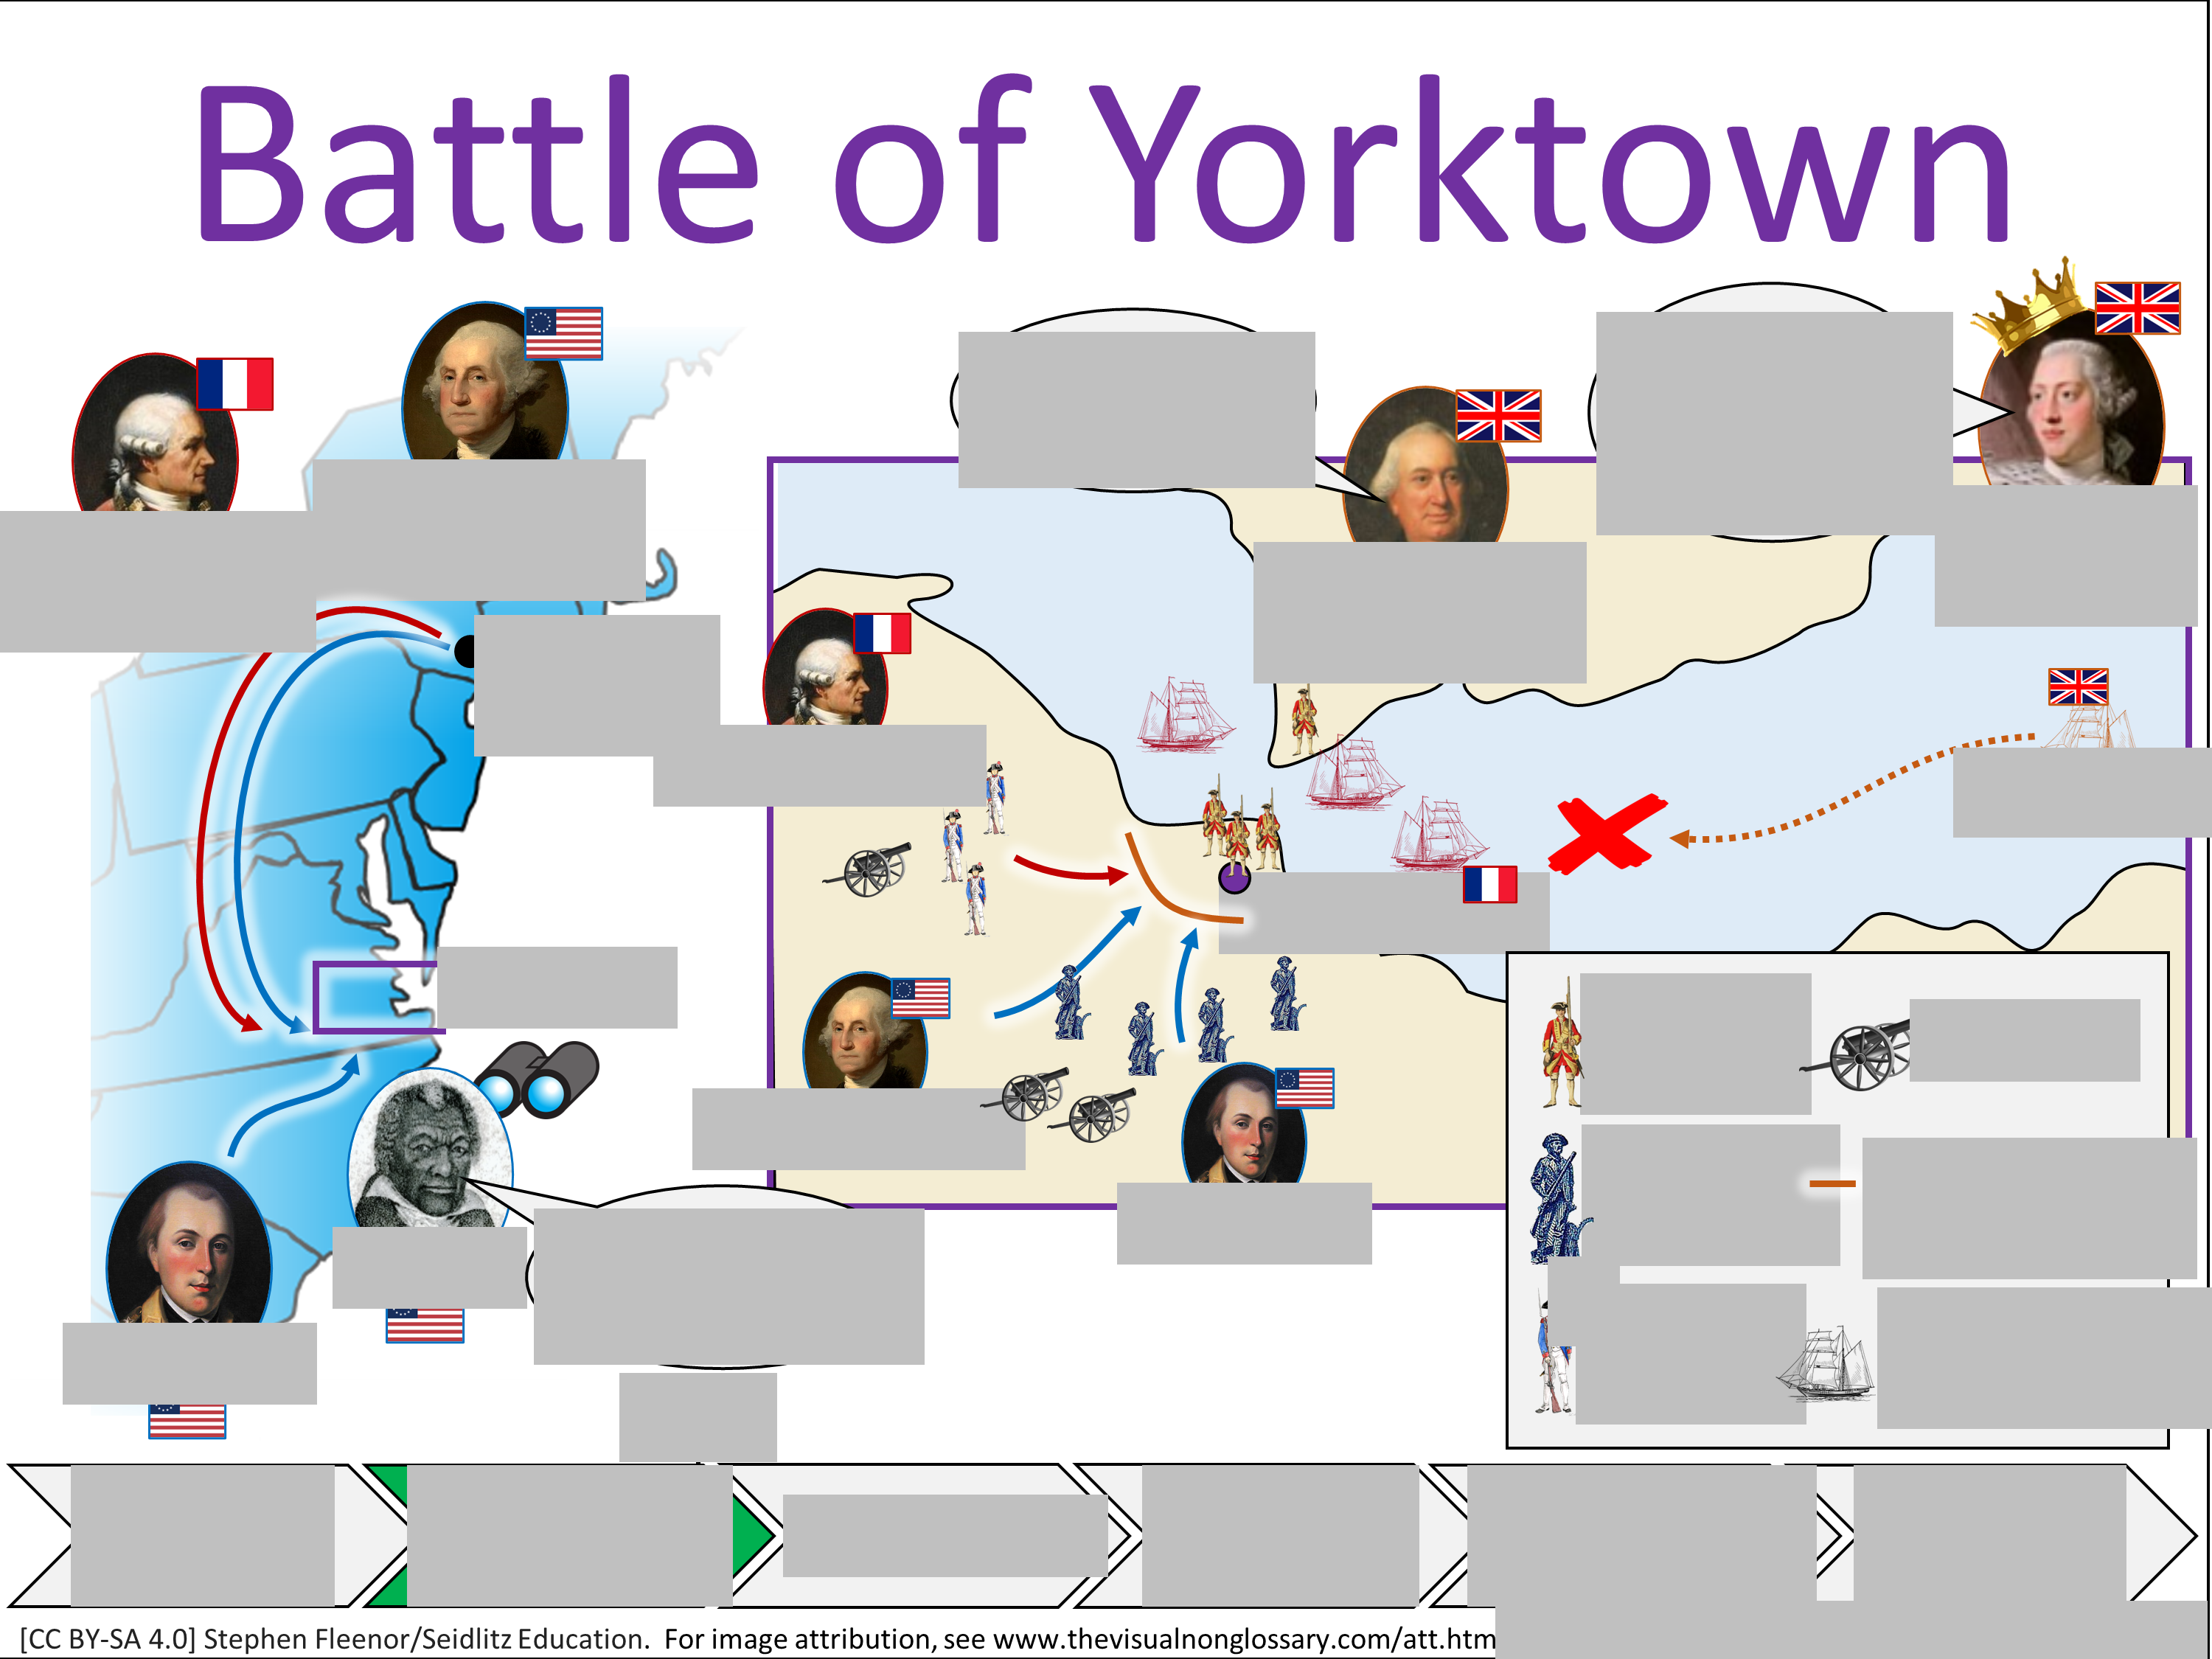 Battle of Yorktown
[CC BY-SA 4.0] Stephen Fleenor/Seidlitz Education.  For image attribution, see www.thevisualnonglossary.com/att.htm